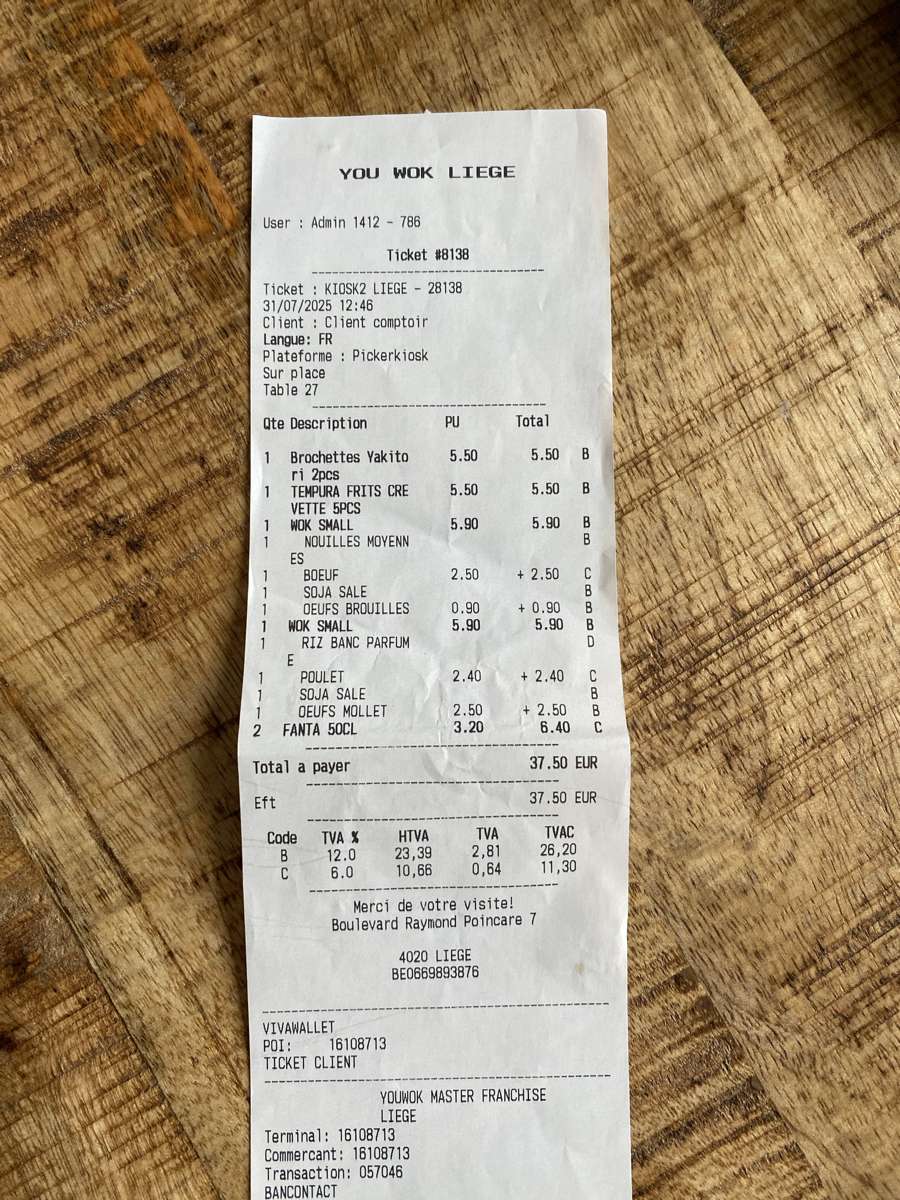 YOU WOK LIEGE
User : Admin 1412 - 786
Ticket #8138
Ticket : KIOSK2 LIEGE - 28138
31/07/2025 12:46
Client : Client comptoir
Langue: FR
Plateforme : Pickerkiosk
Sur place
Table 27
Qte Description PU Total
1 Brochettes Yakito 5.50 5.50 B
ri 2pcs
1 TEMPURA FRITS CRE 5.50 5.50 B
VETTE 5PCS
1 WOK SMALL 5.90 5.90 B
1 NOUILLES MOYENN B
ES
1 BOEUF 2.50 + 2.50 C
1 SOJA SALE B
1 OEUFS BROUILLES 0.90 + 0.90 B
1 WOK SMALL 5.90 5.90 B
1 RIZ BANC PARFUM D
E
1 POULET 2.40 + 2.40 C
1 SOJA SALE B
1 OEUFS MOLLET 2.50 + 2.50 B
2 FANTA 50CL 3.20 6.40 C
Total a payer 37.50 EUR
Eft 37.50 EUR
Code TVA % HTVA TVA TVAC
B 12.0 23,39 2,81 26,20
C 6.0 10,66 0,64 11,30
Merci de votre visite!
Boulevard Raymond Poincare 7
4020 LIEGE
BE0669893876
VIVAWALLET
POI: 16108713
TICKET CLIENT
YOUWOK MASTER FRANCHISE
LIEGE
Terminal: 16108713
Commercant: 16108713
Transaction: 057046
BANCONTACT